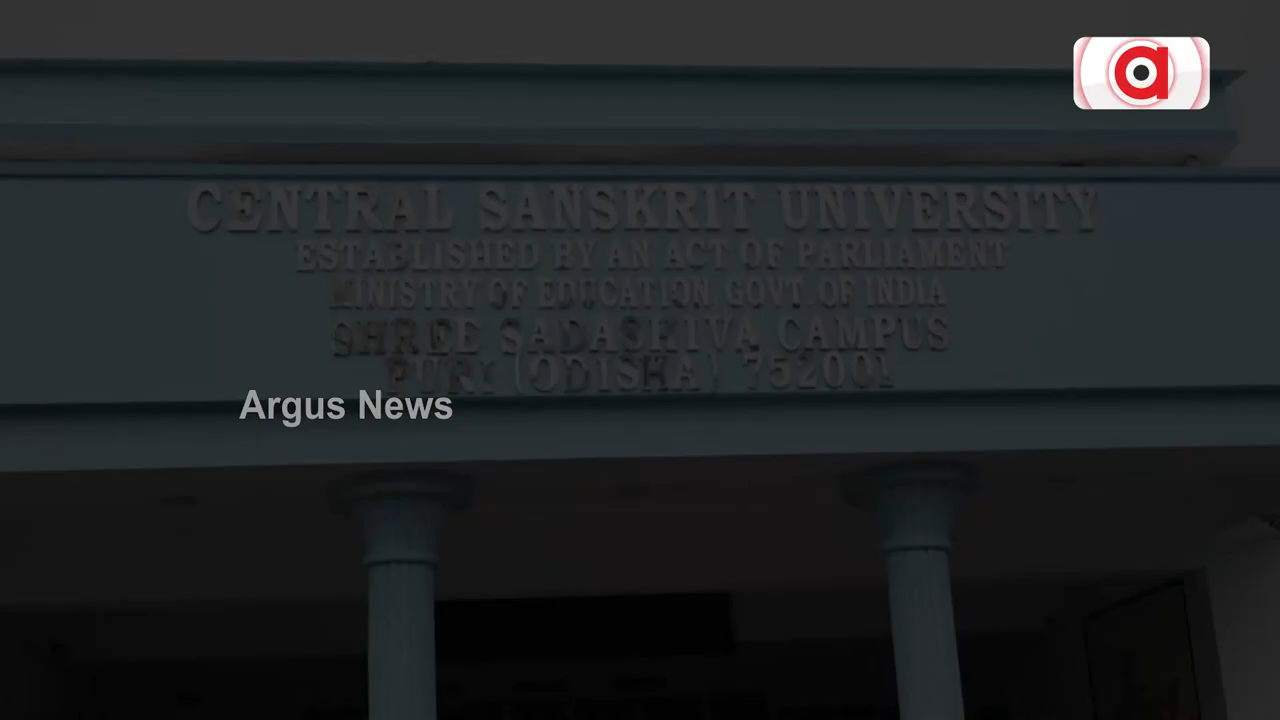 CENTRAL SANSKRIT UNIVERSITY
ESTABLISHED BY AN ACT OF PARLIAMENT
MINISTRY OF EDUCATION, GOVT. OF INDIA
SHREE SADASHIVA CAMPUS
PURI (ODISHA) 752001
Argus News
a